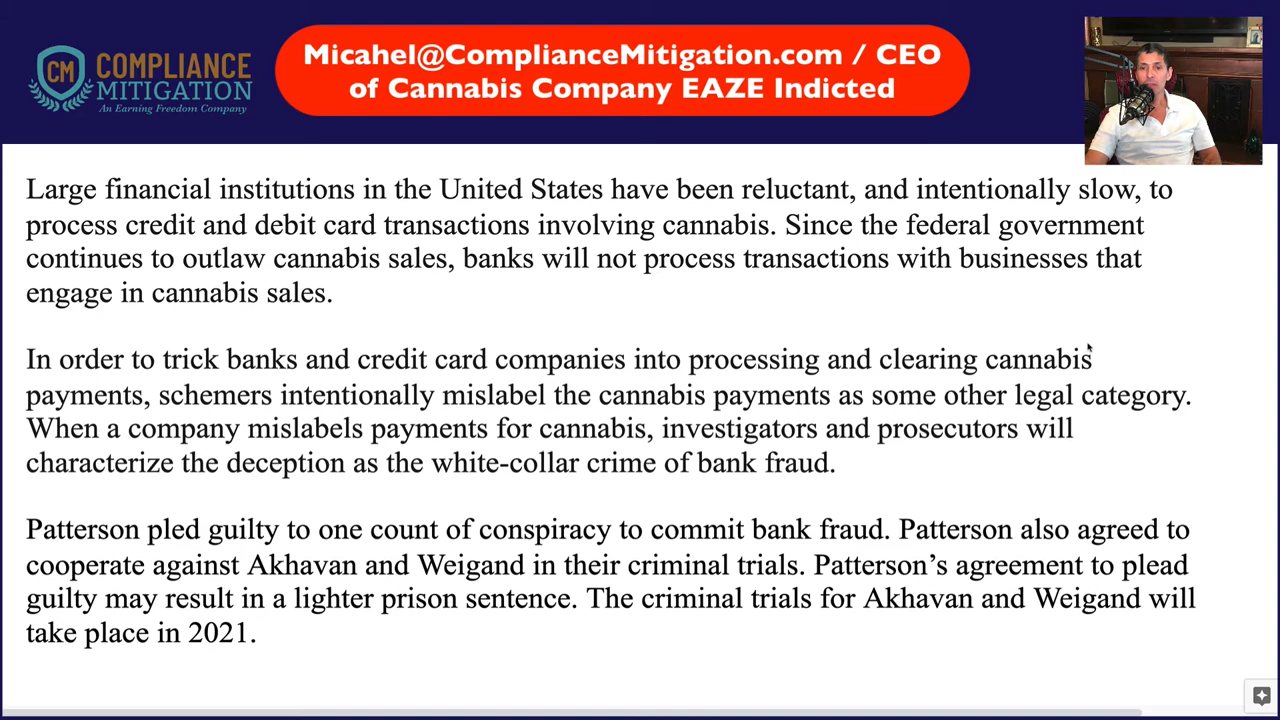 CM
COMPLIANCE
MITIGATION
An Earning Freedom Company
Micahel@ComplianceMitigation.com / CEO
of Cannabis Company EAZE Indicted
Large financial institutions in the United States have been reluctant, and intentionally slow, to
process credit and debit card transactions involving cannabis. Since the federal government
continues to outlaw cannabis sales, banks will not process transactions with businesses that
engage in cannabis sales.
In order to trick banks and credit card companies into processing and clearing cannabis
payments, schemers intentionally mislabel the cannabis payments as some other legal category.
When a company mislabels payments for cannabis, investigators and prosecutors will
characterize the deception as the white-collar crime of bank fraud.
Patterson pled guilty to one count of conspiracy to commit bank fraud. Patterson also agreed to
cooperate against Akhavan and Weigand in their criminal trials. Patterson’s agreement to plead
guilty may result in a lighter prison sentence. The criminal trials for Akhavan and Weigand will
take place in 2021.